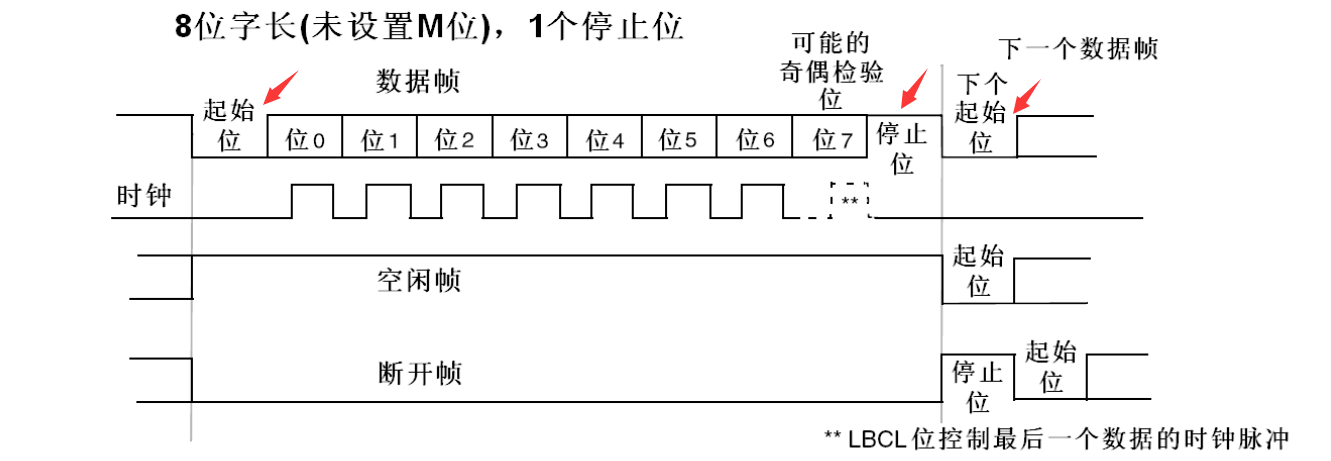 8位字长(未设置M位)，1个停止位
下一个数据帧
数据帧
可能的
奇偶检验
位
下个
起始
位
起始
位
位0
位1
位2
位3
位4
位5
位6
位7
停止
位
时钟
**
空闲帧
起始
位
断开帧
停止
位
起始
位
** LBCL位控制最后一个数据的时钟脉冲